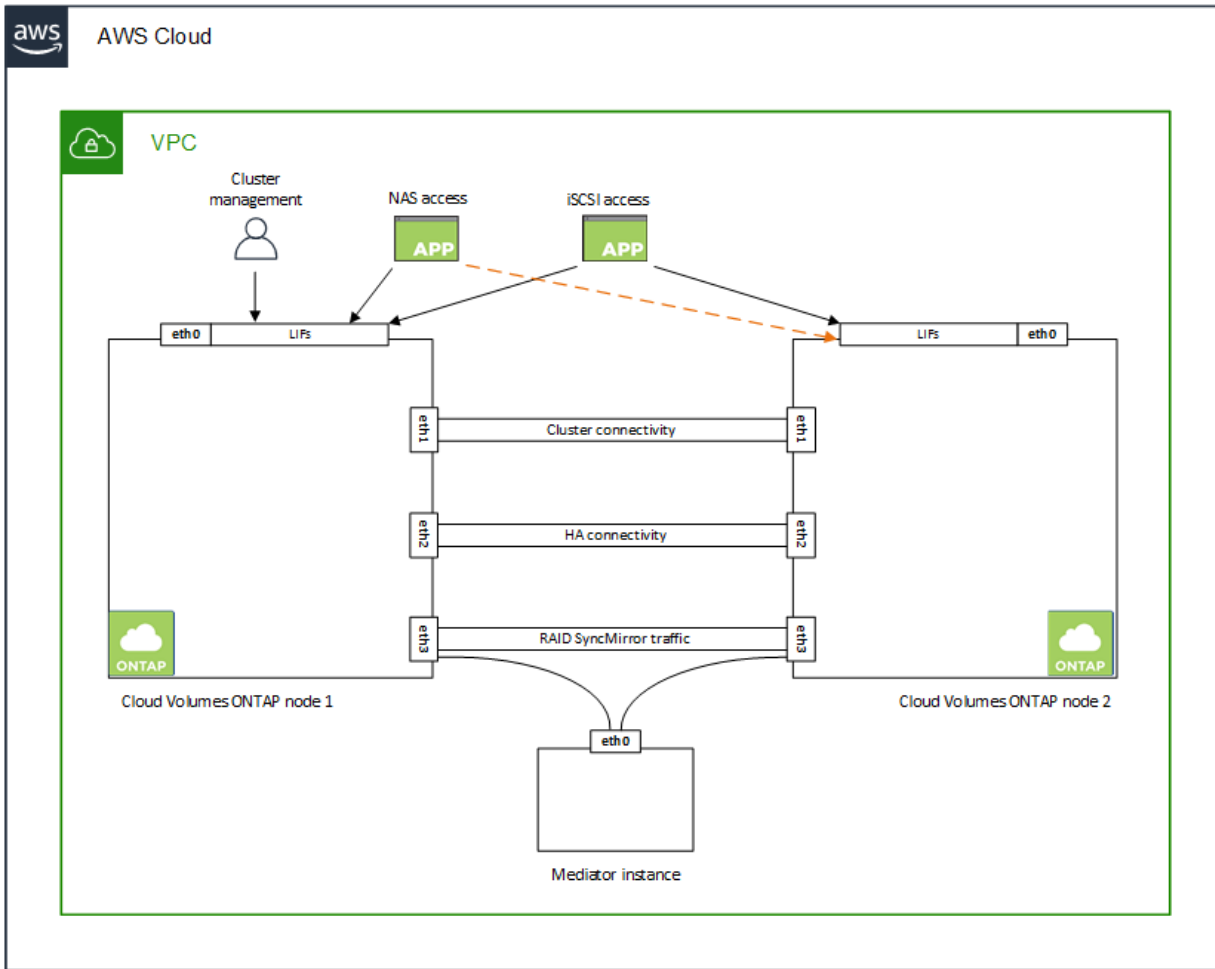 aws
AWS Cloud
VPC
Cluster
management
NAS access
iSCSI access
APP
APP
eth0
LIFs
LIFs
eth0
eth1
Cluster connectivity
eth1
eth2
HA connectivity
eth2
eth3
RAID SyncMirror traffic
eth3
ONTAP
ONTAP
Cloud Volumes ONTAP node 1
Cloud Volumes ONTAP node 2
eth0
Mediator instance